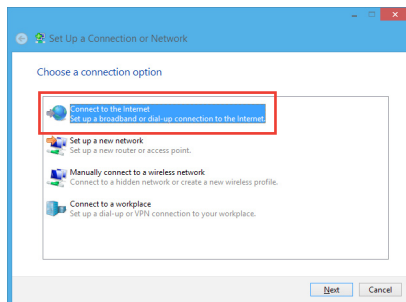 Set Up a Connection or Network
Choose a connection option
Connect to the Internet
Set up a broadband or dial-up connection to the Internet.
Set up a new network
Set up a new router or access point.
Manually connect to a wireless network
Connect to a hidden network or create a new wireless profile.
Connect to a workplace
Set up a dial-up or VPN connection to your workplace.
Next Cancel